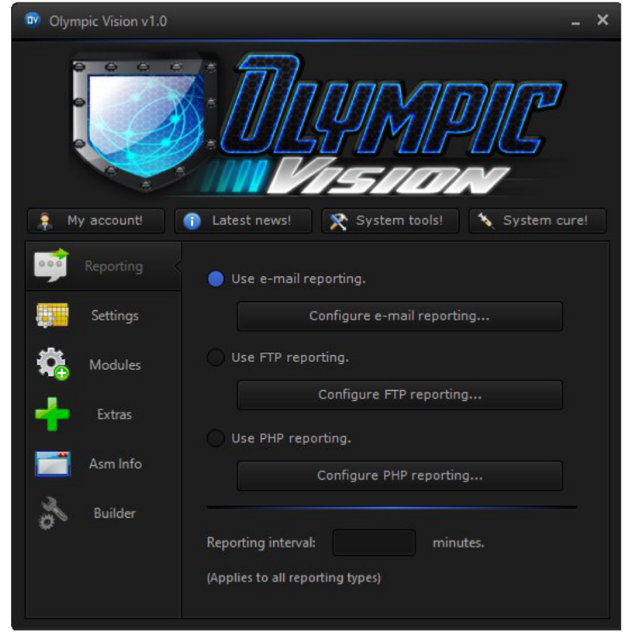 OV Olympic Vision v1.0
OLYMPIC
VISION
My account!
Latest news!
System tools!
System cure!
Reporting
Settings
Modules
Extras
Asm Info
Builder
Use e-mail reporting.
Configure e-mail reporting...
Use FTP reporting.
Configure FTP reporting...
Use PHP reporting.
Configure PHP reporting...
Reporting interval: minutes.
(Applies to all reporting types)